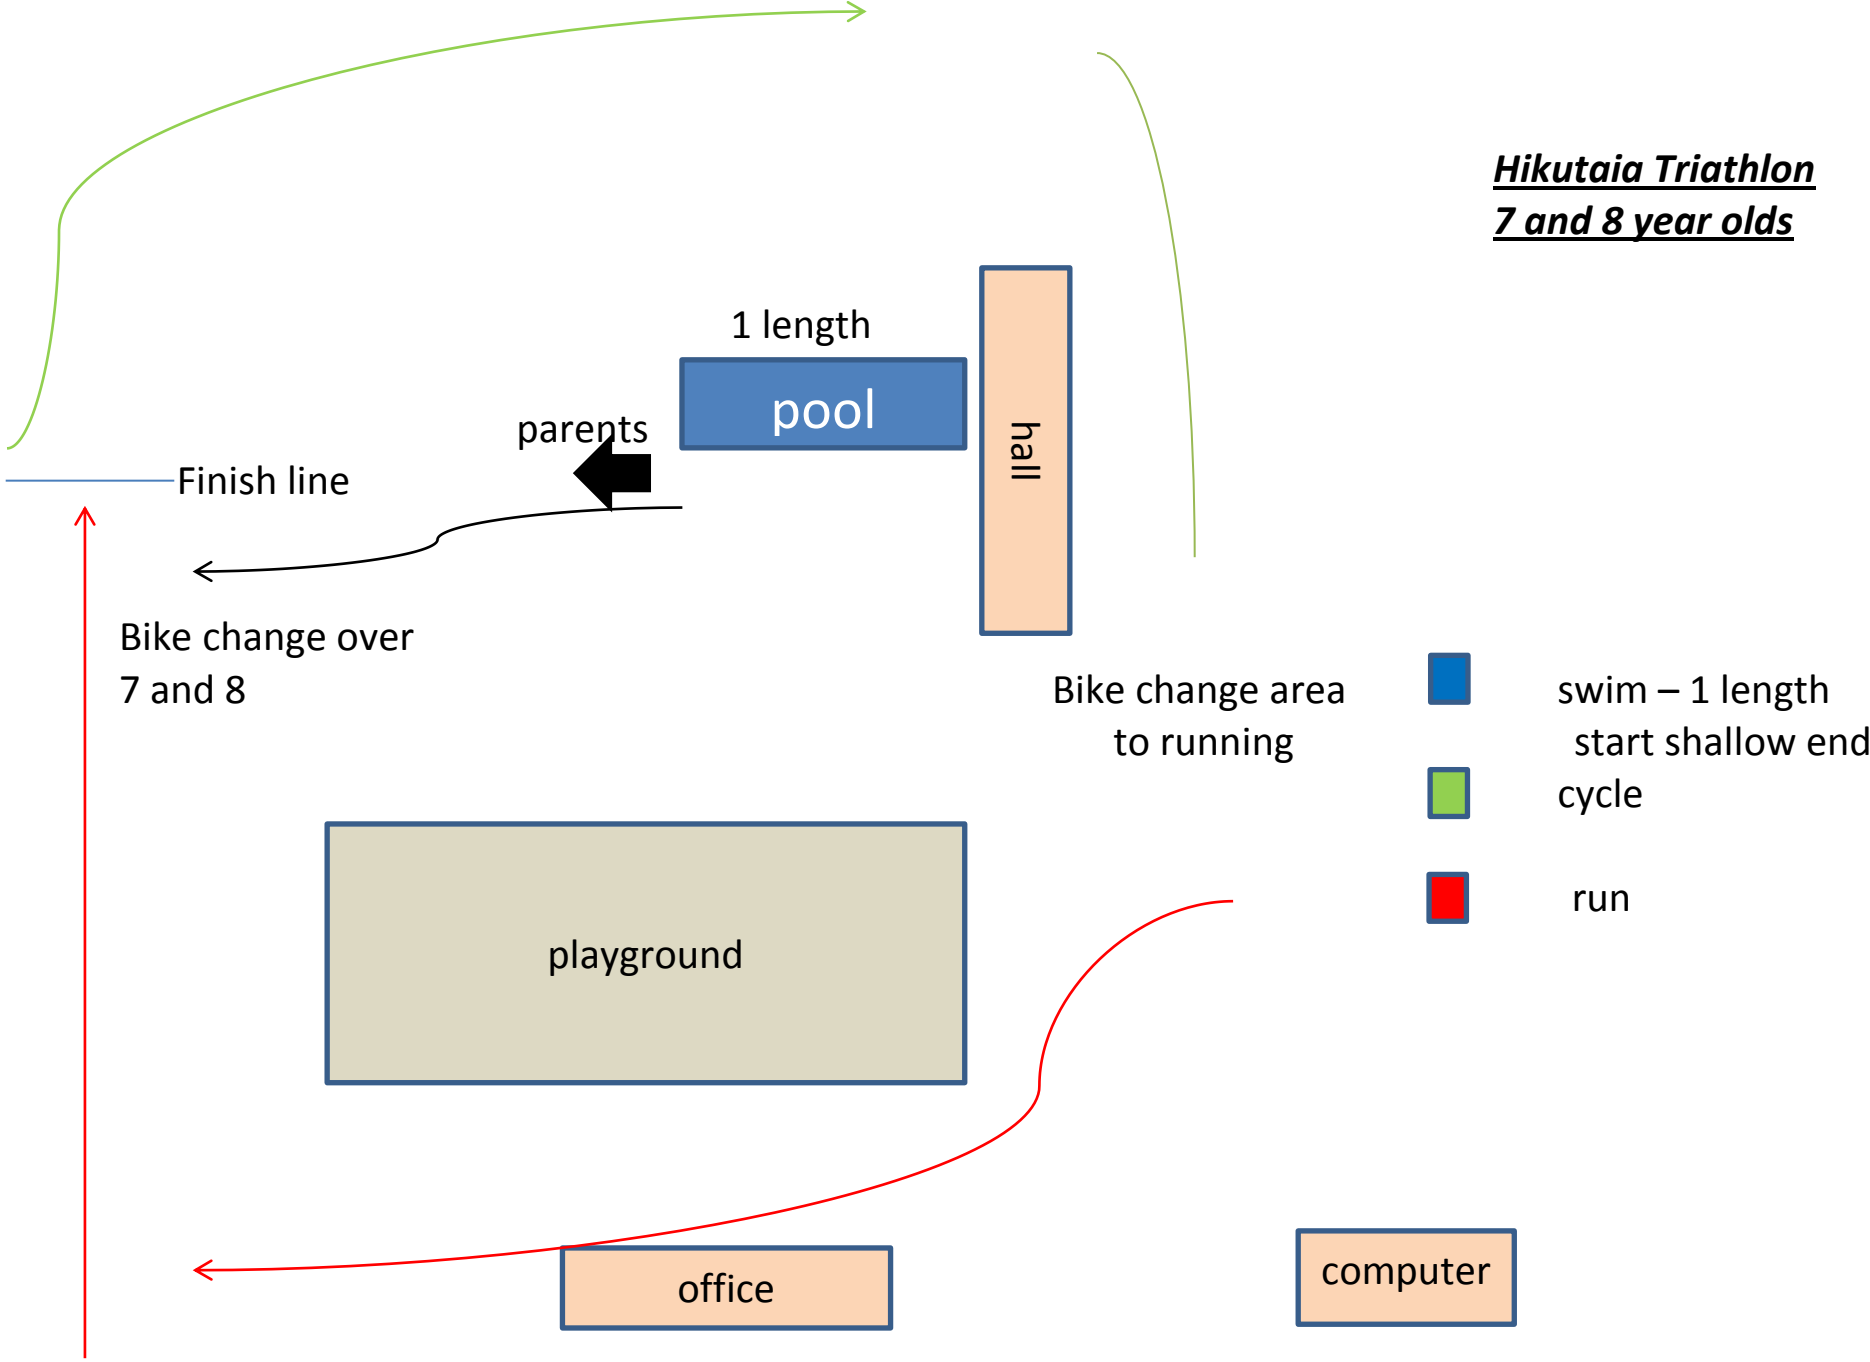 Hikutaia Triathlon
7 and 8 year olds
1 length
pool
parents
hall
Finish line
Bike change over
7 and 8
Bike change area
to running
swim – 1 length
start shallow end
cycle
run
playground
office
computer